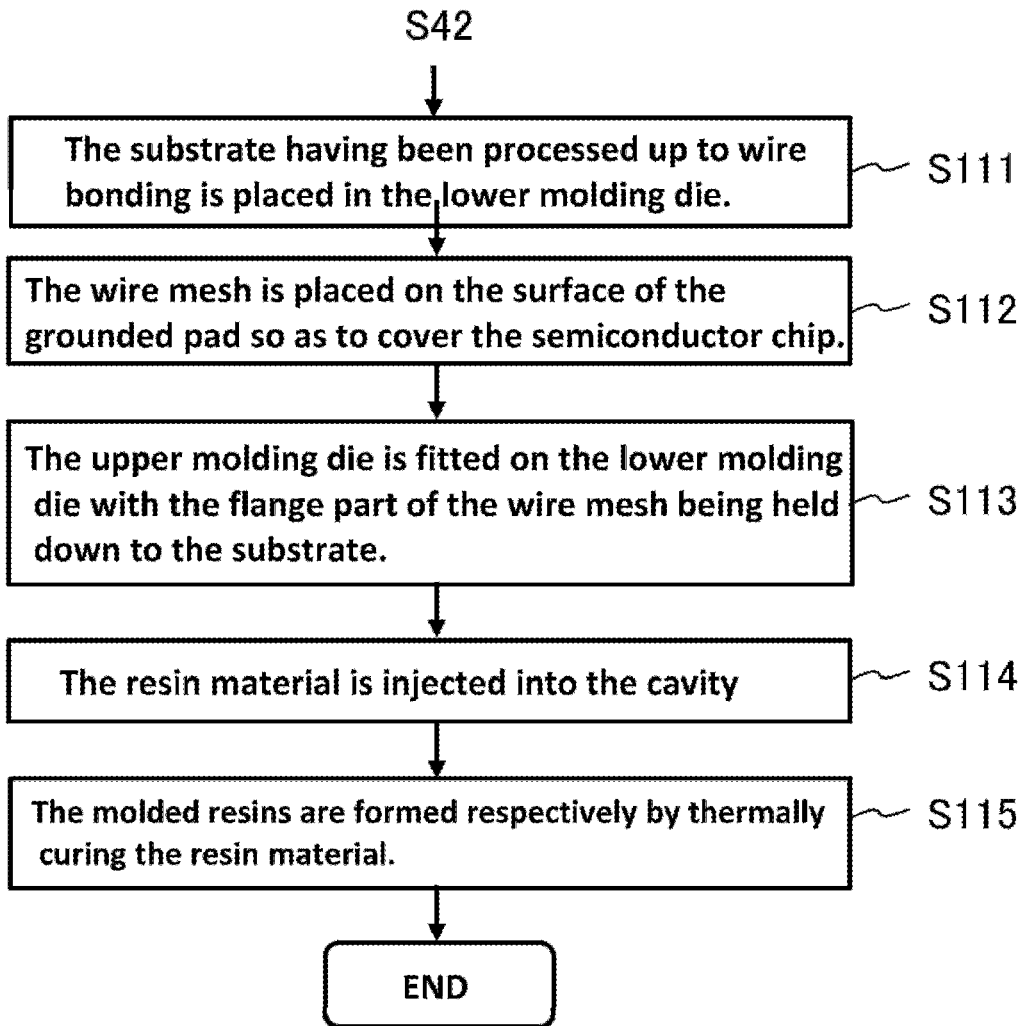 S42
The substrate having been processed up to wire
bonding is placed in the lower molding die.
S111
The wire mesh is placed on the surface of the
grounded pad so as to cover the semiconductor chip.
S112
The upper molding die is fitted on the lower molding
die with the flange part of the wire mesh being held
down to the substrate.
S113
The resin material is injected into the cavity
S114
The molded resins are formed respectively by thermally
curing the resin material.
S115
END